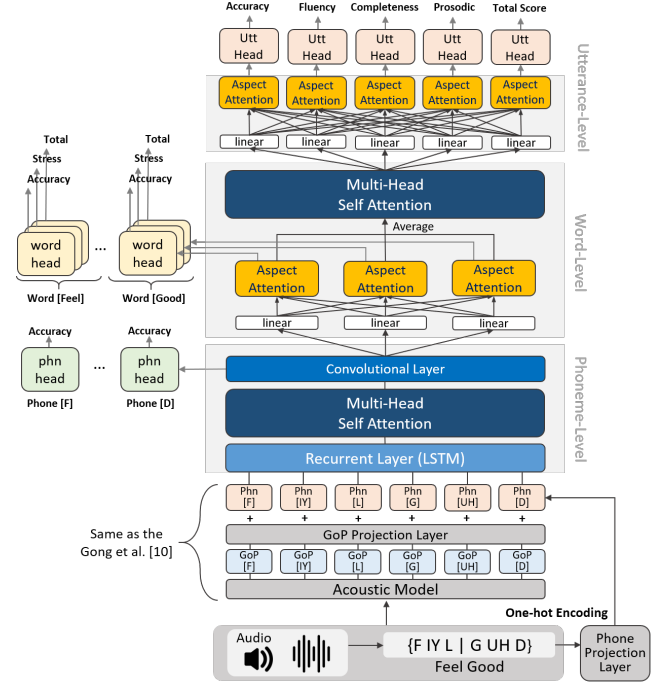 Accuracy Fluency Completeness Prosodic Total Score
Utt Head Utt Head Utt Head Utt Head Utt Head
Aspect Attention Aspect Attention Aspect Attention Aspect Attention Aspect Attention
linear linear linear linear linear
Utterance-Level
Total Total
Stress Stress
Accuracy Accuracy
word head ... word head
Word [Feel] Word [Good]
Multi-Head
Self Attention
Average
Aspect Attention Aspect Attention Aspect Attention
linear linear linear
Word-Level
Accuracy Accuracy
phn head ... phn head
Phone [F] Phone [D]
Convolutional Layer
Multi-Head
Self Attention
Recurrent Layer (LSTM)
Phoneme-Level
Phn [F] Phn [IY] Phn [L] Phn [G] Phn [UH] Phn [D]
+ + + + + +
GoP Projection Layer
GoP [F] GoP [IY] GoP [L] GoP [G] GoP [UH] GoP [D]
Acoustic Model
Same as the
Gong et al. [10]
One-hot Encoding
Audio
{F IY L | G UH D}
Feel Good
Phone
Projection
Layer